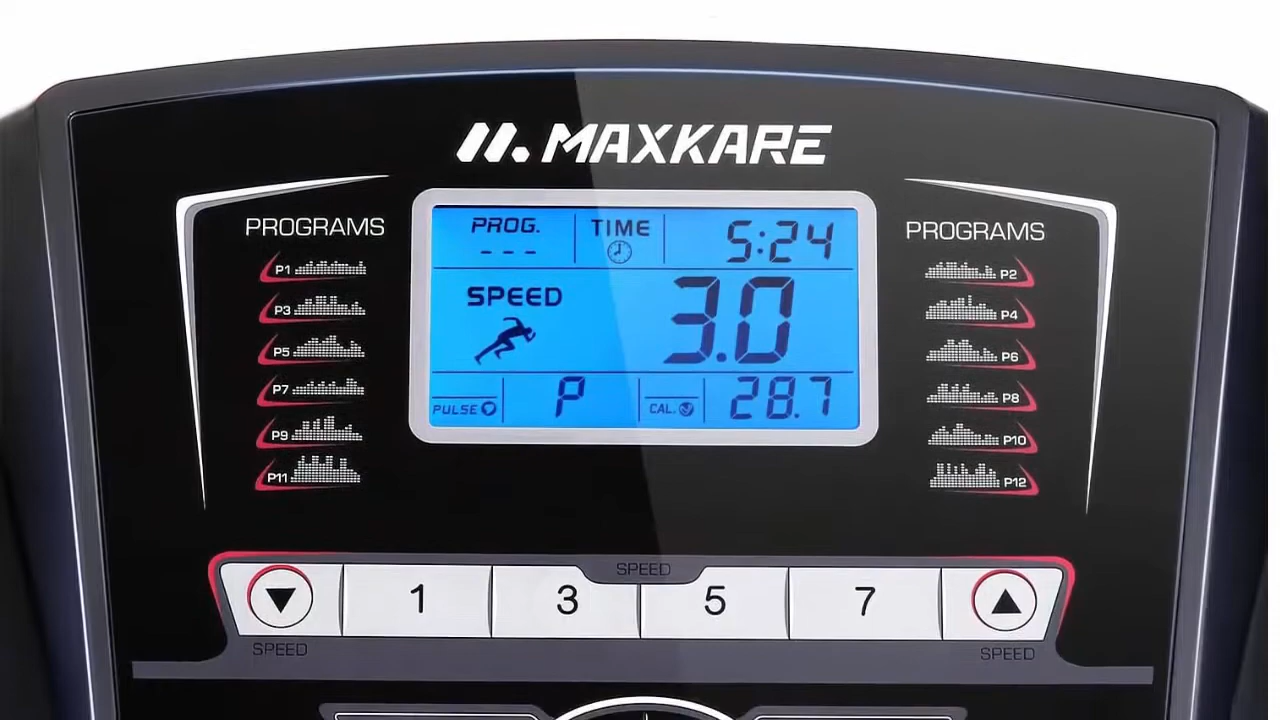 MAXKARE
PROGRAMS
P1
P3
P5
P7
P9
P11
PROG. TIME 5:24
---
SPEED 3.0
PULSE P CAL. 28.7
PROGRAMS
P2
P4
P6
P8
P10
P12
SPEED
1 3 5 7
SPEED SPEED